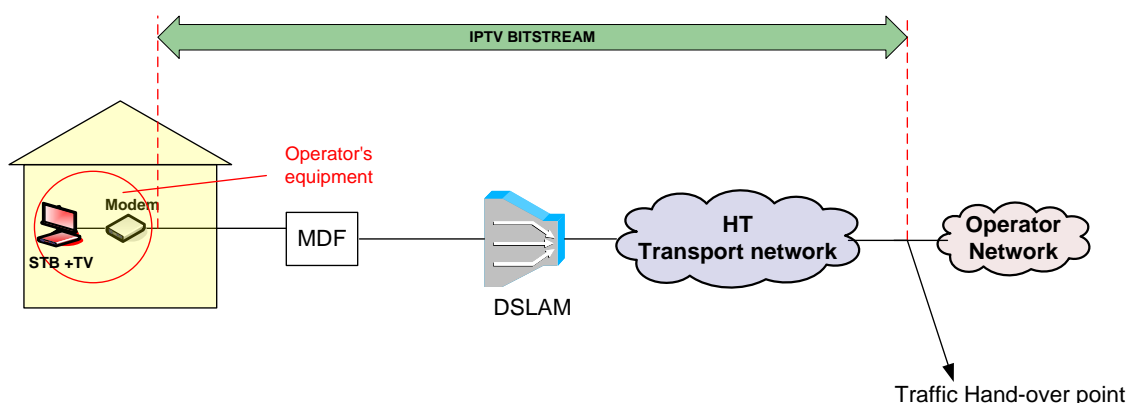 IPTV BITSTREAM
Operator's
equipment
Modem
STB +TV
MDF
DSLAM
HT
Transport network
Operator
Network
Traffic Hand-over point